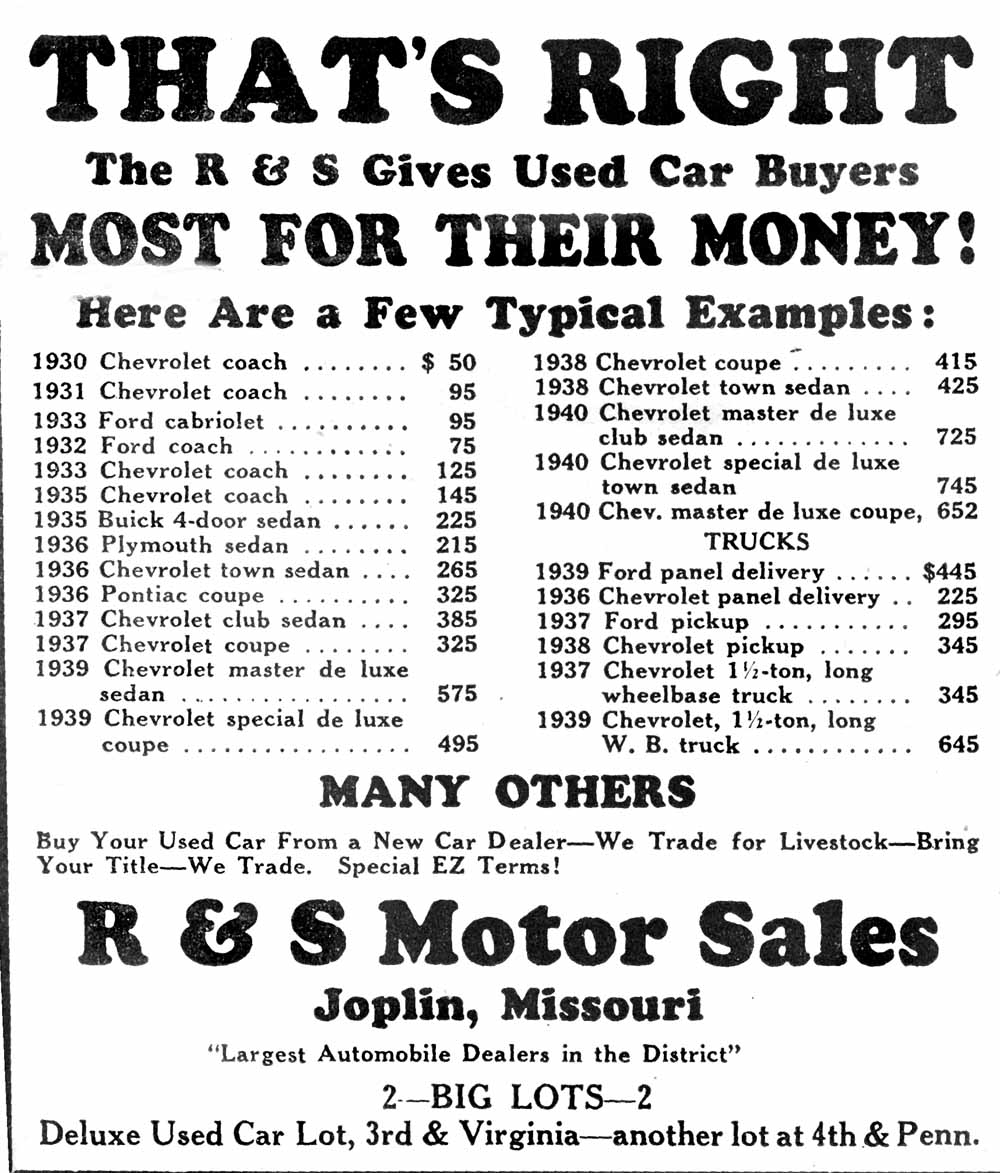 THAT'S RIGHT
The R & S Gives Used Car Buyers
MOST FOR THEIR MONEY!
Here Are a Few Typical Examples:
1930 Chevrolet coach ........ $ 50
1931 Chevrolet coach ........ 95
1933 Ford cabriolet .......... 95
1932 Ford coach ............ 75
1933 Chevrolet coach ........ 125
1935 Chevrolet coach ........ 145
1935 Buick 4-door sedan ...... 225
1936 Plymouth sedan ........ 215
1936 Chevrolet town sedan .... 265
1936 Pontiac coupe .......... 325
1937 Chevrolet club sedan .... 385
1937 Chevrolet coupe ........ 325
1939 Chevrolet master de luxe
sedan ................. 575
1939 Chevrolet special de luxe
coupe ................. 495
1938 Chevrolet coupe ......... 415
1938 Chevrolet town sedan .... 425
1940 Chevrolet master de luxe
club sedan ............. 725
1940 Chevrolet special de luxe
town sedan 745
1940 Chev. master de luxe coupe, 652
TRUCKS
1939 Ford panel delivery ...... $445
1936 Chevrolet panel delivery .. 225
1937 Ford pickup ........... 295
1938 Chevrolet pickup ....... 345
1937 Chevrolet 1½-ton, long
wheelbase truck ........ 345
1939 Chevrolet, 1½-ton, long
W. B. truck ............ 645
MANY OTHERS
Buy Your Used Car From a New Car Dealer—We Trade for Livestock—Bring
Your Title—We Trade. Special EZ Terms!
R & S Motor Sales
Joplin, Missouri
"Largest Automobile Dealers in the District"
2—BIG LOTS—2
Deluxe Used Car Lot, 3rd & Virginia—another lot at 4th & Penn.